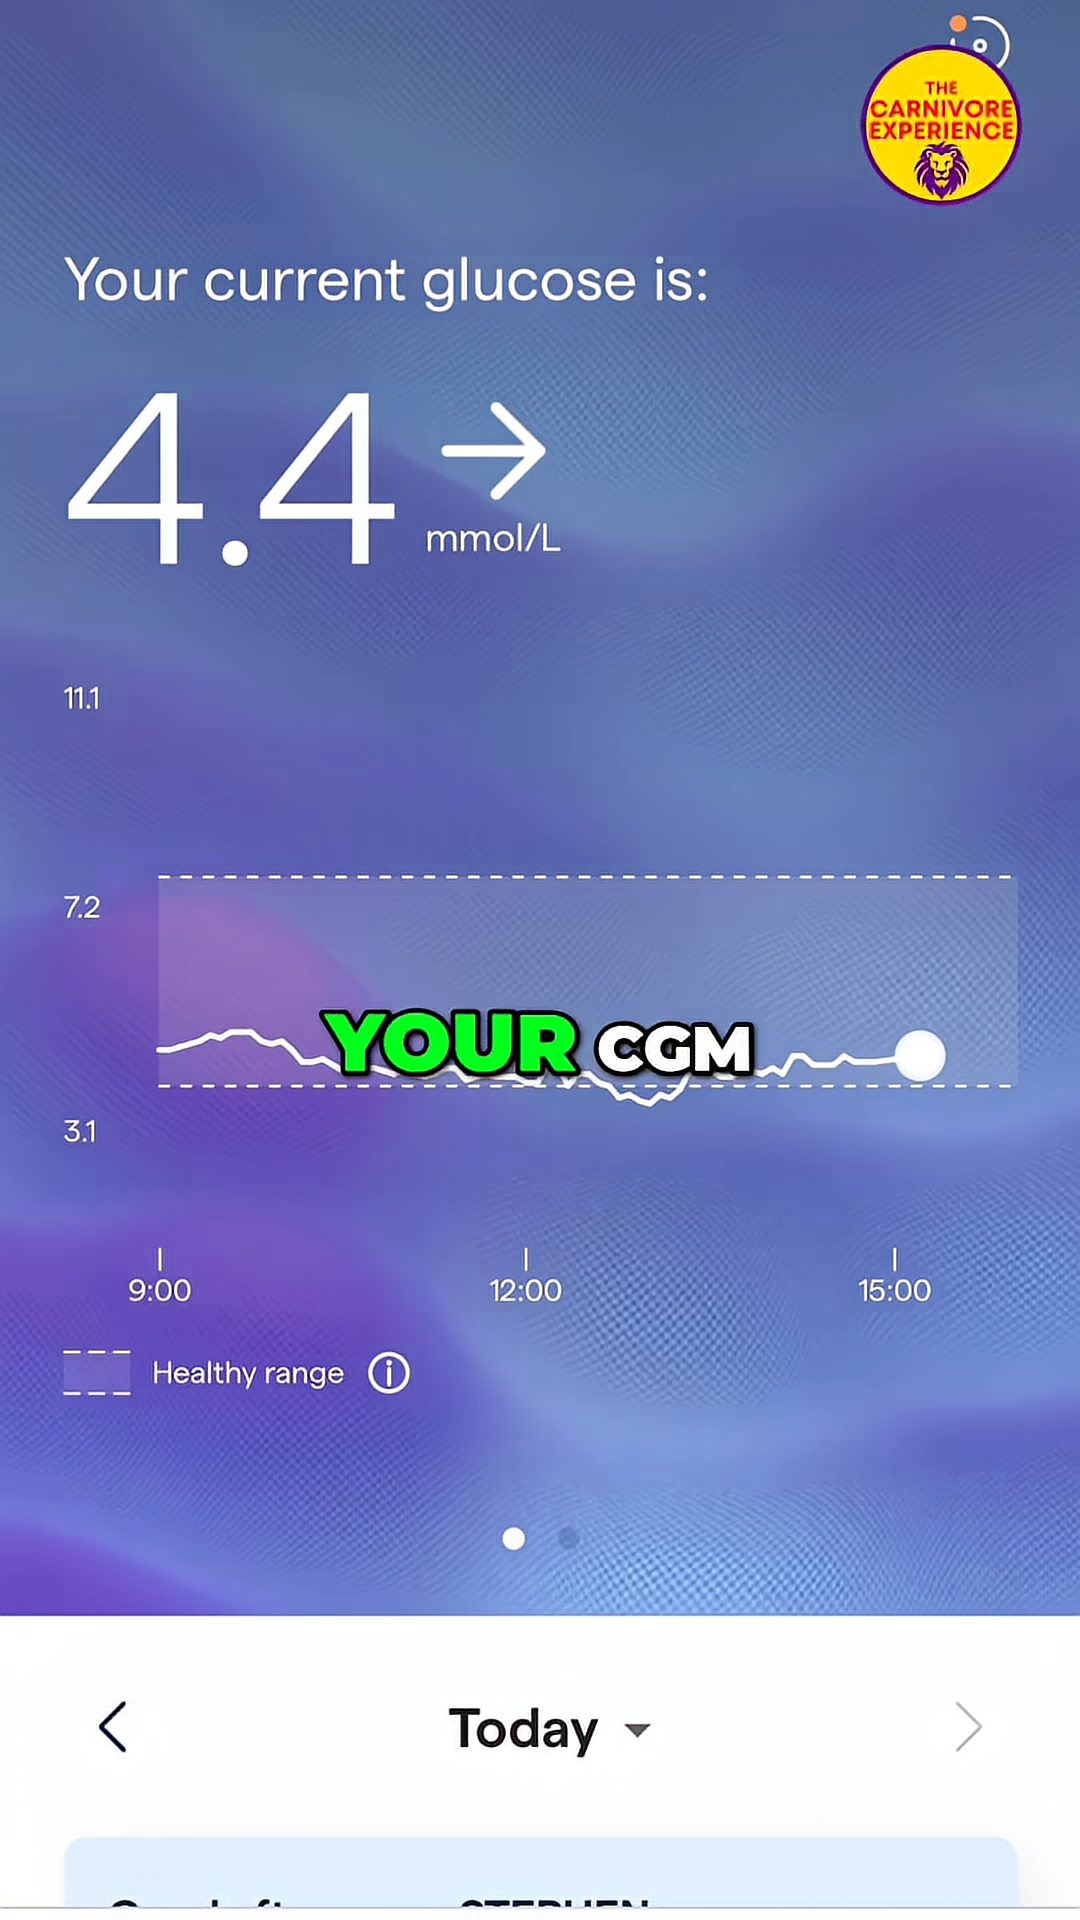 THE
CARNIVORE
EXPERIENCE
Your current glucose is:
4.4
mmol/L
11.1
7.2
YOUR CGM
3.1
9:00 12:00 15:00
Healthy range
Today
STEPHEN